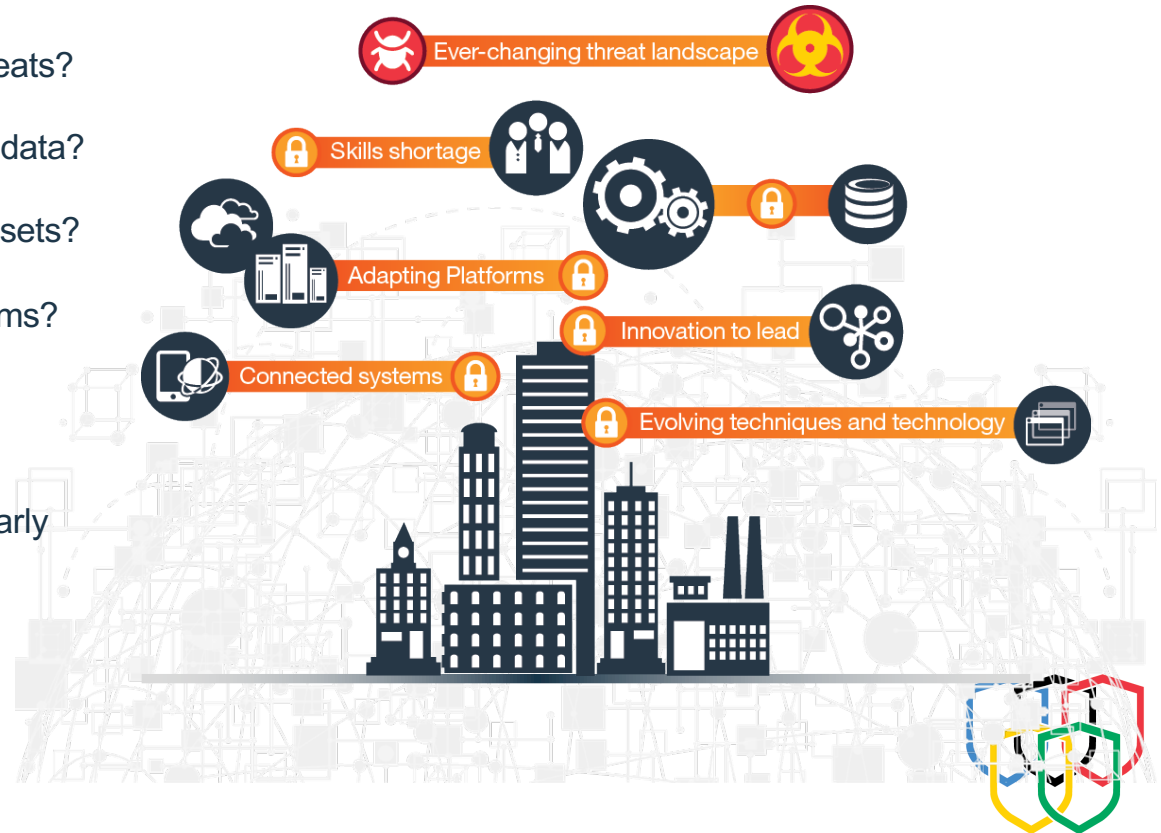 Ever-changing threat landscape
eats?
data?
Skills shortage
sets?
Adapting Platforms
ms?
Innovation to lead
Connected systems
Evolving techniques and technology
arly